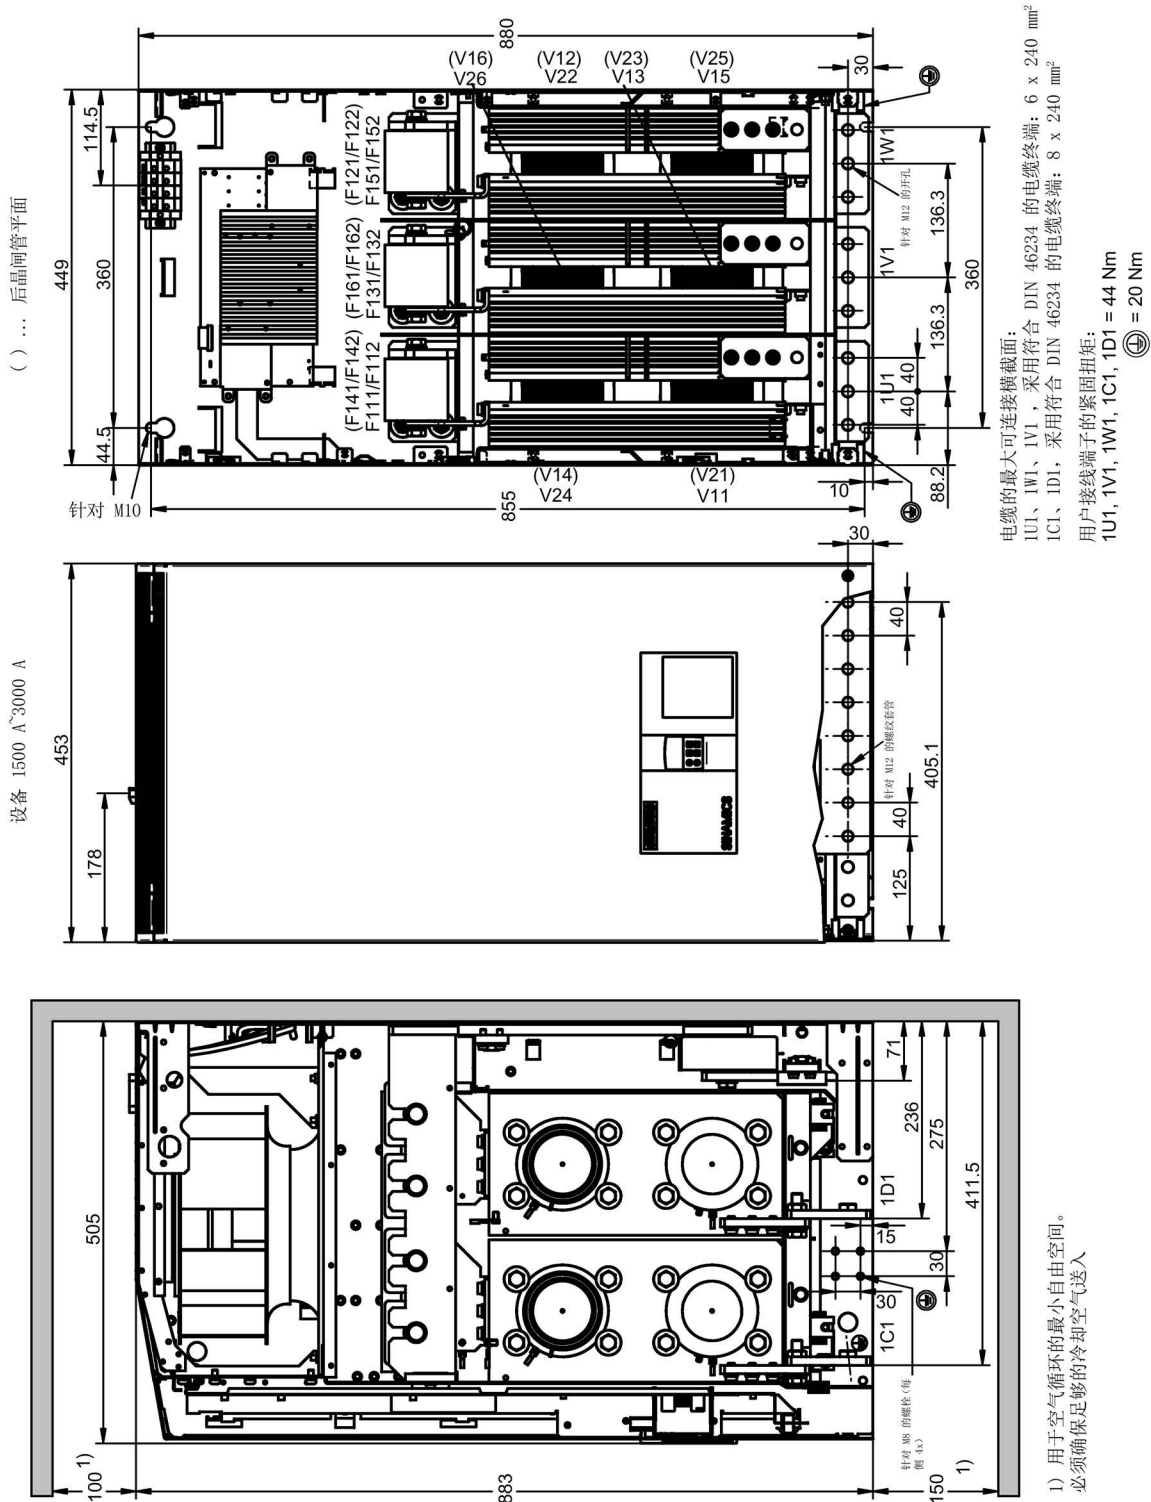 设备 1500 A~3000 A
( ) ... 后晶闸管平面
505
453
178
449
360
114.5
44.5
针对 M10
100 1)
883
150 1)
880
855
(V16)
V26
(V12)
V22
(V23)
V13
(V25)
V15
(V14)
V24
(V21)
V11
(F121/F122)
F151/F152
(F161/F162)
F131/F132
(F141/F142)
F111/F112
30
1W1
1V1
1U1
针对 M12 的开孔
136.3
136.3
360
40
40
88.2
10
SINAMICS
30
40
40
405.1
125
针对 M12 的螺纹套管
71
236
275
411.5
1D1
15
30
30
1C1
针对 M8 的螺栓(每
侧 4x)
电缆的最大可连接横截面:
1U1、1W1、1V1 , 采用符合 DIN 46234 的电缆终端: 6 x 240 mm²
1C1、1D1, 采用符合 DIN 46234 的电缆终端: 8 x 240 mm²
用户接线端子的紧固扭矩:
1U1, 1V1, 1W1, 1C1, 1D1 = 44 Nm
= 20 Nm
1) 用于空气循环的最小自由空间。
必须确保足够的冷却空气送入